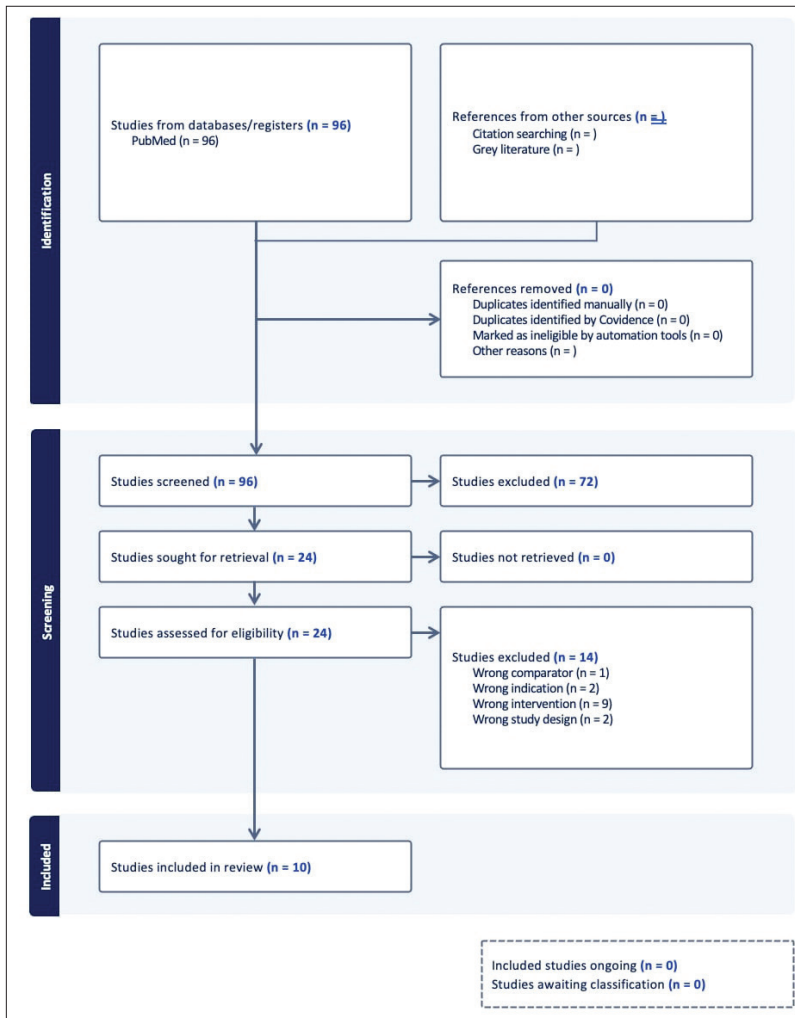 Identification
Studies from databases/registers (n = 96)
PubMed (n = 96)
References from other sources (n = )
Citation searching (n = )
Grey literature (n = )
References removed (n = 0)
Duplicates identified manually (n = 0)
Duplicates identified by Covidence (n = 0)
Marked as ineligible by automation tools (n = 0)
Other reasons (n = )
Screening
Studies screened (n = 96)
Studies excluded (n = 72)
Studies sought for retrieval (n = 24)
Studies not retrieved (n = 0)
Studies assessed for eligibility (n = 24)
Studies excluded (n = 14)
Wrong comparator (n = 1)
Wrong indication (n = 2)
Wrong intervention (n = 9)
Wrong study design (n = 2)
Included
Studies included in review (n = 10)
Included studies ongoing (n = 0)
Studies awaiting classification (n = 0)